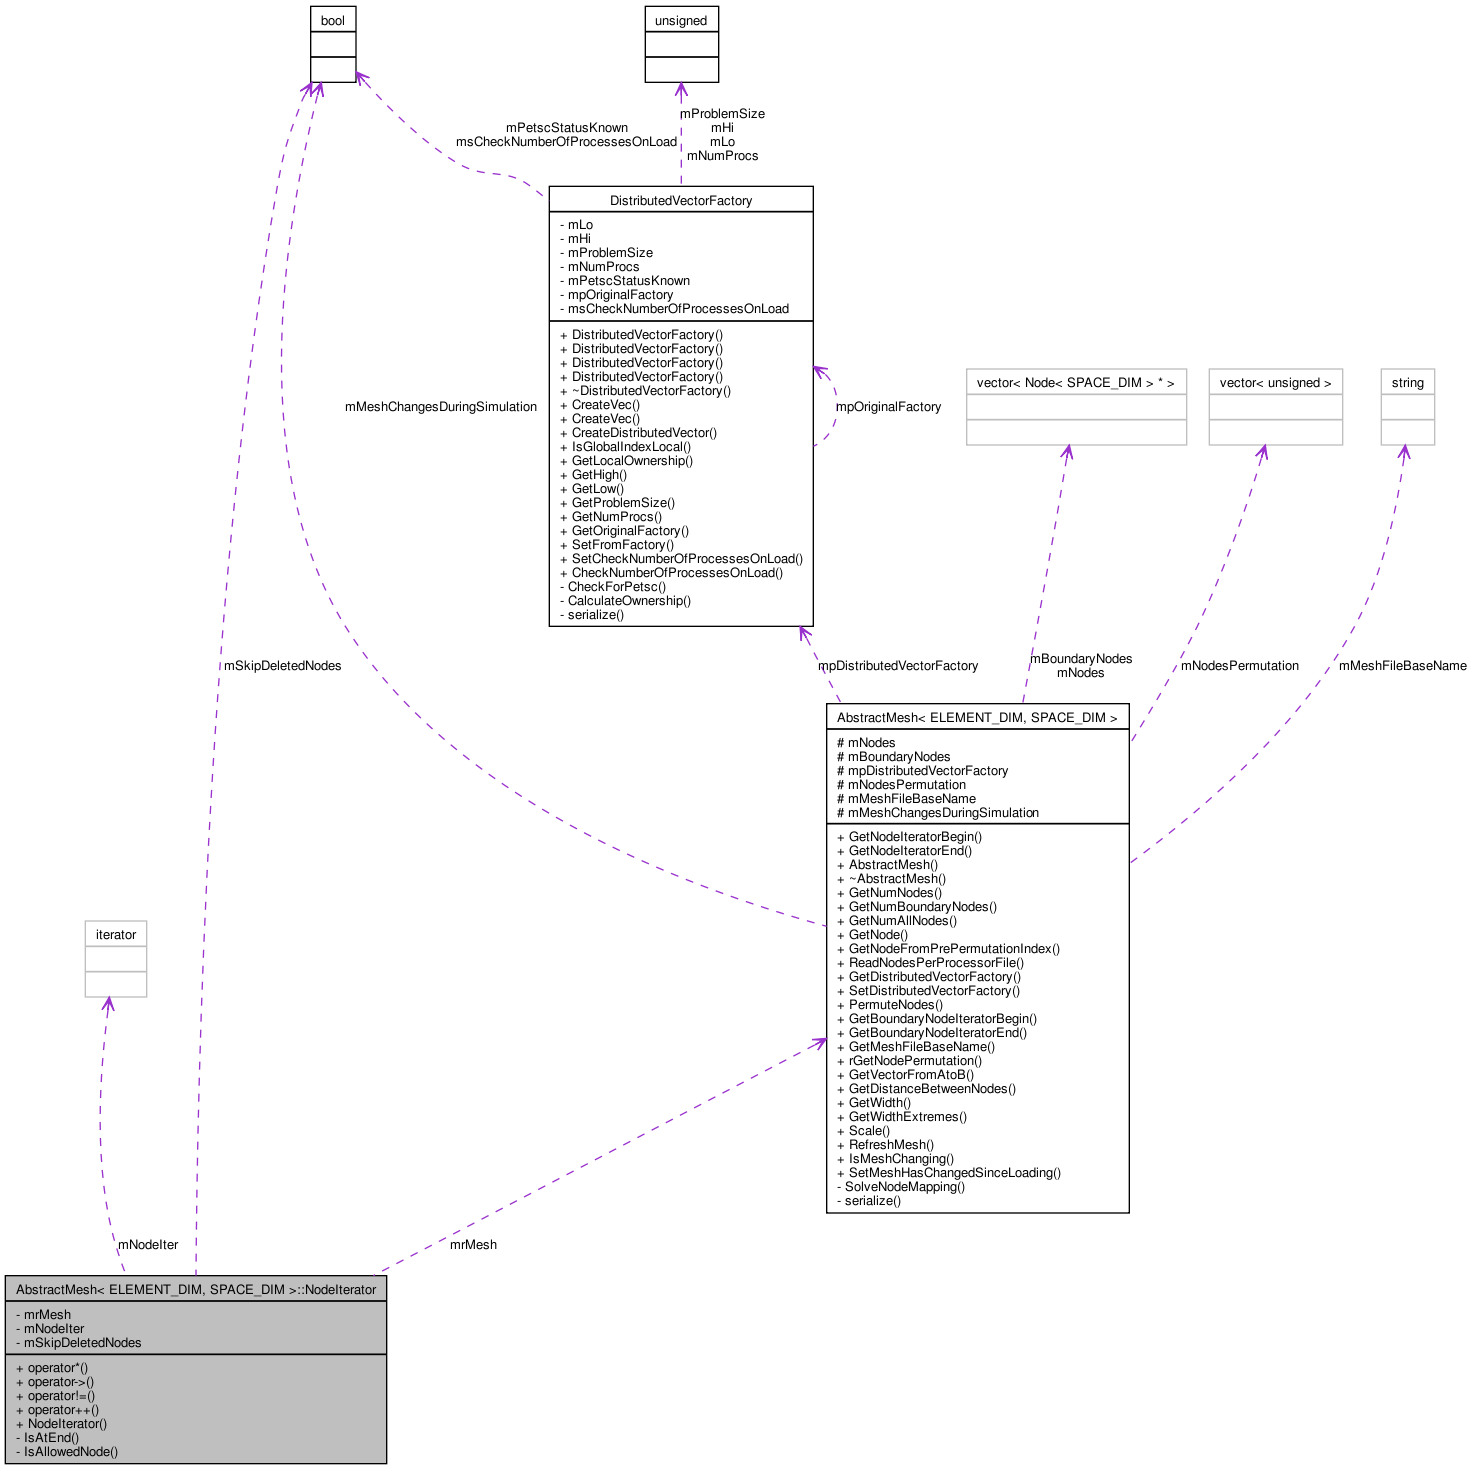 bool
unsigned
mPetscStatusKnown
msCheckNumberOfProcessesOnLoad
mProblemSize
mHi
mLo
mNumProcs
DistributedVectorFactory
- mLo
- mHi
- mProblemSize
- mNumProcs
- mPetscStatusKnown
- mpOriginalFactory
- msCheckNumberOfProcessesOnLoad
+ DistributedVectorFactory()
+ DistributedVectorFactory()
+ DistributedVectorFactory()
+ DistributedVectorFactory()
+ ~DistributedVectorFactory()
+ CreateVec()
+ CreateVec()
+ CreateDistributedVector()
+ IsGlobalIndexLocal()
+ GetLocalOwnership()
+ GetHigh()
+ GetLow()
+ GetProblemSize()
+ GetNumProcs()
+ GetOriginalFactory()
+ SetFromFactory()
+ SetCheckNumberOfProcessesOnLoad()
+ CheckNumberOfProcessesOnLoad()
- CheckForPetsc()
- CalculateOwnership()
- serialize()
mMeshChangesDuringSimulation
mpOriginalFactory
vector< Node< SPACE_DIM > * >
vector< unsigned >
string
mSkipDeletedNodes
mpDistributedVectorFactory
mBoundaryNodes
mNodes
mNodesPermutation
mMeshFileBaseName
AbstractMesh< ELEMENT_DIM, SPACE_DIM >
# mNodes
# mBoundaryNodes
# mpDistributedVectorFactory
# mNodesPermutation
# mMeshFileBaseName
# mMeshChangesDuringSimulation
+ GetNodeIteratorBegin()
+ GetNodeIteratorEnd()
+ AbstractMesh()
+ ~AbstractMesh()
+ GetNumNodes()
+ GetNumBoundaryNodes()
+ GetNumAllNodes()
+ GetNode()
+ GetNodeFromPrePermutationIndex()
+ ReadNodesPerProcessorFile()
+ GetDistributedVectorFactory()
+ SetDistributedVectorFactory()
+ PermuteNodes()
+ GetBoundaryNodeIteratorBegin()
+ GetBoundaryNodeIteratorEnd()
+ GetMeshFileBaseName()
+ rGetNodePermutation()
+ GetVectorFromAtoB()
+ GetDistanceBetweenNodes()
+ GetWidth()
+ GetWidthExtremes()
+ Scale()
+ RefreshMesh()
+ IsMeshChanging()
+ SetMeshHasChangedSinceLoading()
- SolveNodeMapping()
- serialize()
iterator
mNodeIter
mrMesh
AbstractMesh< ELEMENT_DIM, SPACE_DIM >::NodeIterator
- mrMesh
- mNodeIter
- mSkipDeletedNodes
+ operator*()
+ operator->()
+ operator!=()
+ operator++()
+ NodeIterator()
- IsAtEnd()
- IsAllowedNode()